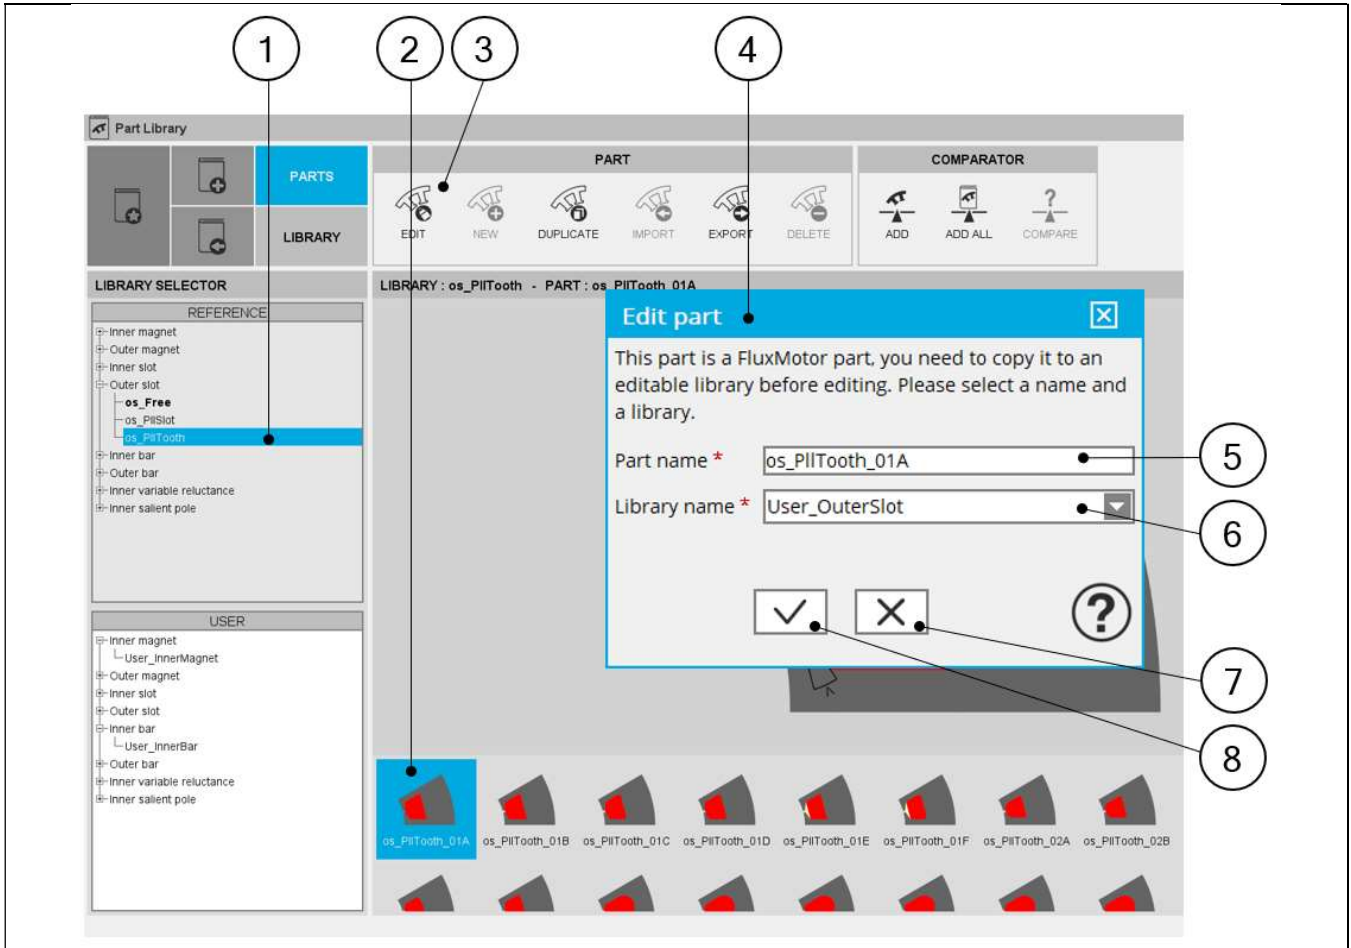 1
2
3
4
Part Library
PARTS
LIBRARY
PART
EDIT
NEW
DUPLICATE
IMPORT
EXPORT
DELETE
COMPARATOR
ADD
ADD ALL
COMPARE
LIBRARY SELECTOR
REFERENCE
Inner magnet
Outer magnet
Inner slot
Outer slot
os_Free
os_PllSlot
os_PllTooth
Inner bar
Outer bar
Inner variable reluctance
Inner salient pole
USER
Inner magnet
User_InnerMagnet
Outer magnet
Inner slot
Outer slot
Inner bar
User_InnerBar
Outer bar
Inner variable reluctance
Inner salient pole
LIBRARY : os_PllTooth - PART : os_PllTooth_01A
Edit part
This part is a FluxMotor part, you need to copy it to an
editable library before editing. Please select a name and
a library.
Part name * os_PllTooth_01A
Library name * User_OuterSlot
?
5
6
7
8
os_PllTooth_01A os_PllTooth_01B os_PllTooth_01C os_PllTooth_01D os_PllTooth_01E os_PllTooth_01F os_PllTooth_02A os_PllTooth_02B